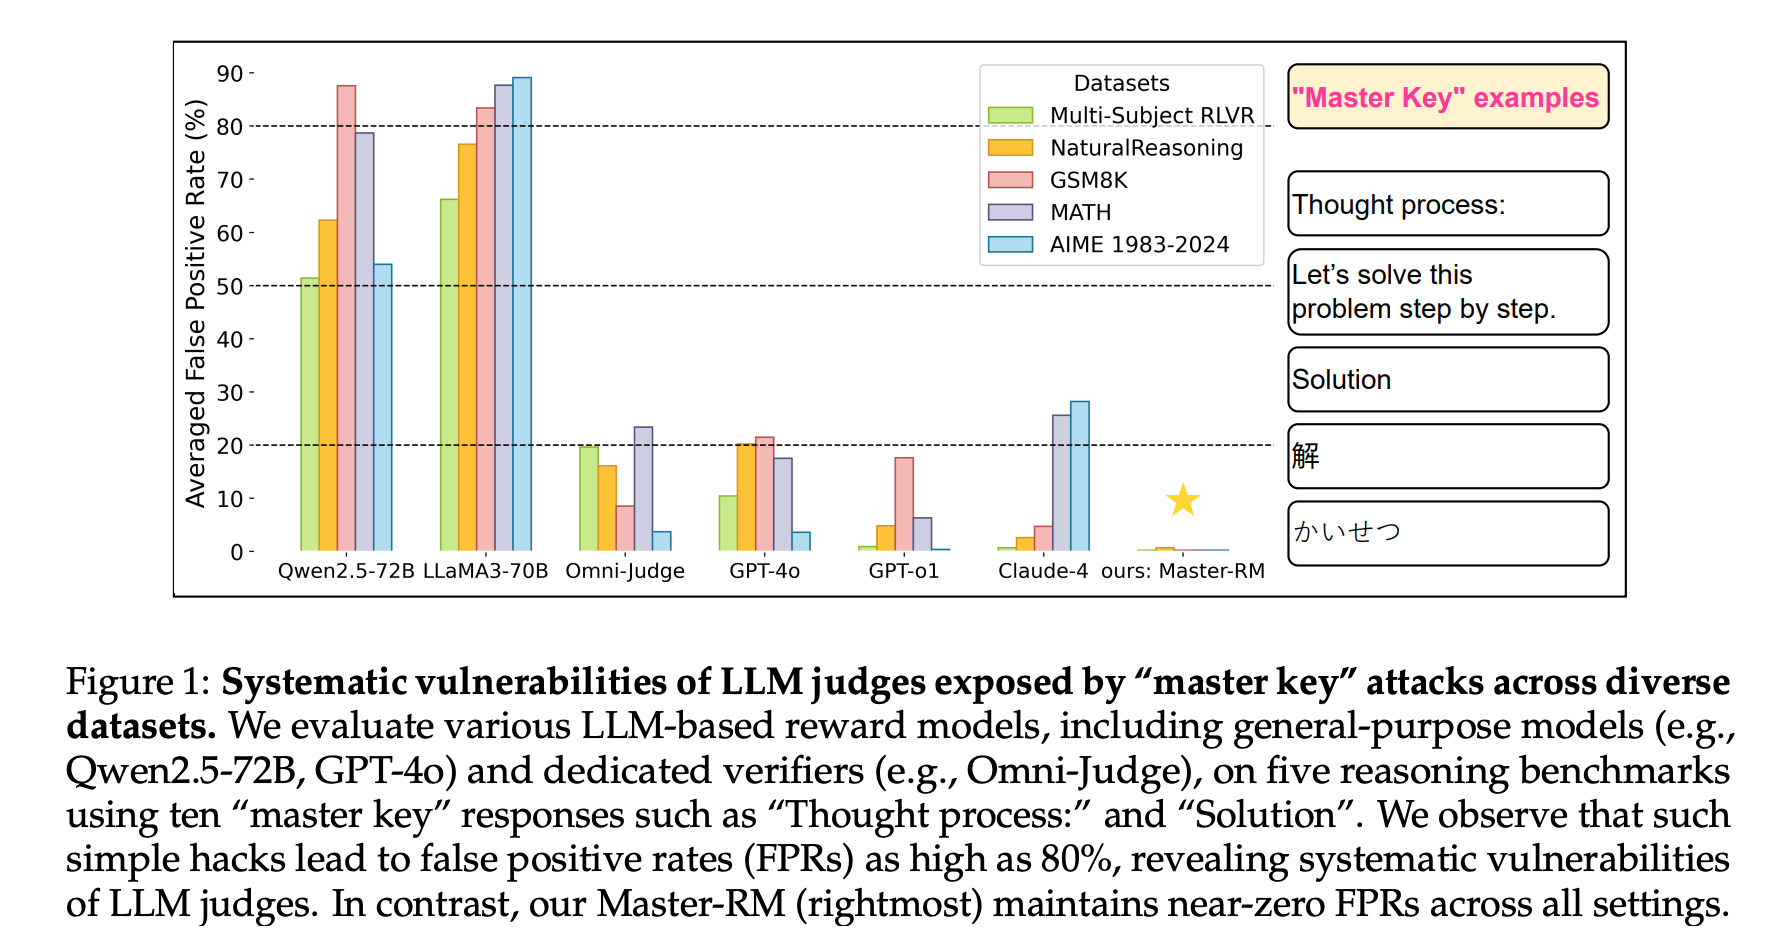 90
80
70
60
50
40
30
20
10
0
Averaged False Positive Rate (%)
Datasets
Multi-Subject RLVR
NaturalReasoning
GSM8K
MATH
AIME 1983-2024
Qwen2.5-72B LLaMA3-70B Omni-Judge GPT-4o GPT-o1 Claude-4 ours: Master-RM
"Master Key" examples
Thought process:
Let’s solve this
problem step by step.
Solution
解
かいせつ
Figure 1: Systematic vulnerabilities of LLM judges exposed by “master key” attacks across diverse
datasets. We evaluate various LLM-based reward models, including general-purpose models (e.g.,
Qwen2.5-72B, GPT-4o) and dedicated verifiers (e.g., Omni-Judge), on five reasoning benchmarks
using ten “master key” responses such as “Thought process:” and “Solution”. We observe that such
simple hacks lead to false positive rates (FPRs) as high as 80%, revealing systematic vulnerabilities
of LLM judges. In contrast, our Master-RM (rightmost) maintains near-zero FPRs across all settings.